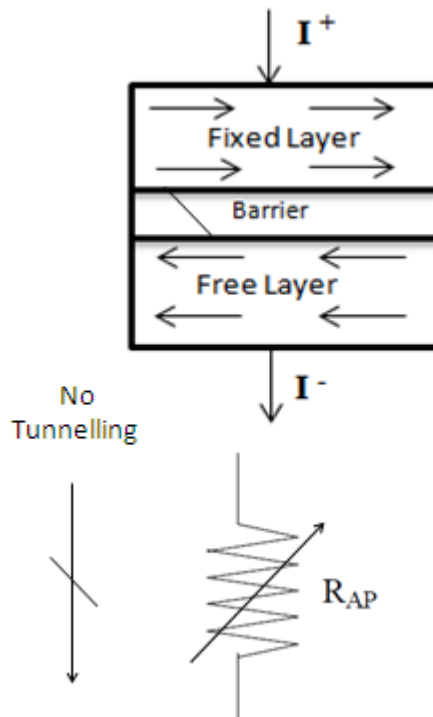 I +
Fixed Layer
Barrier
Free Layer
I -
No
Tunnelling
RAP